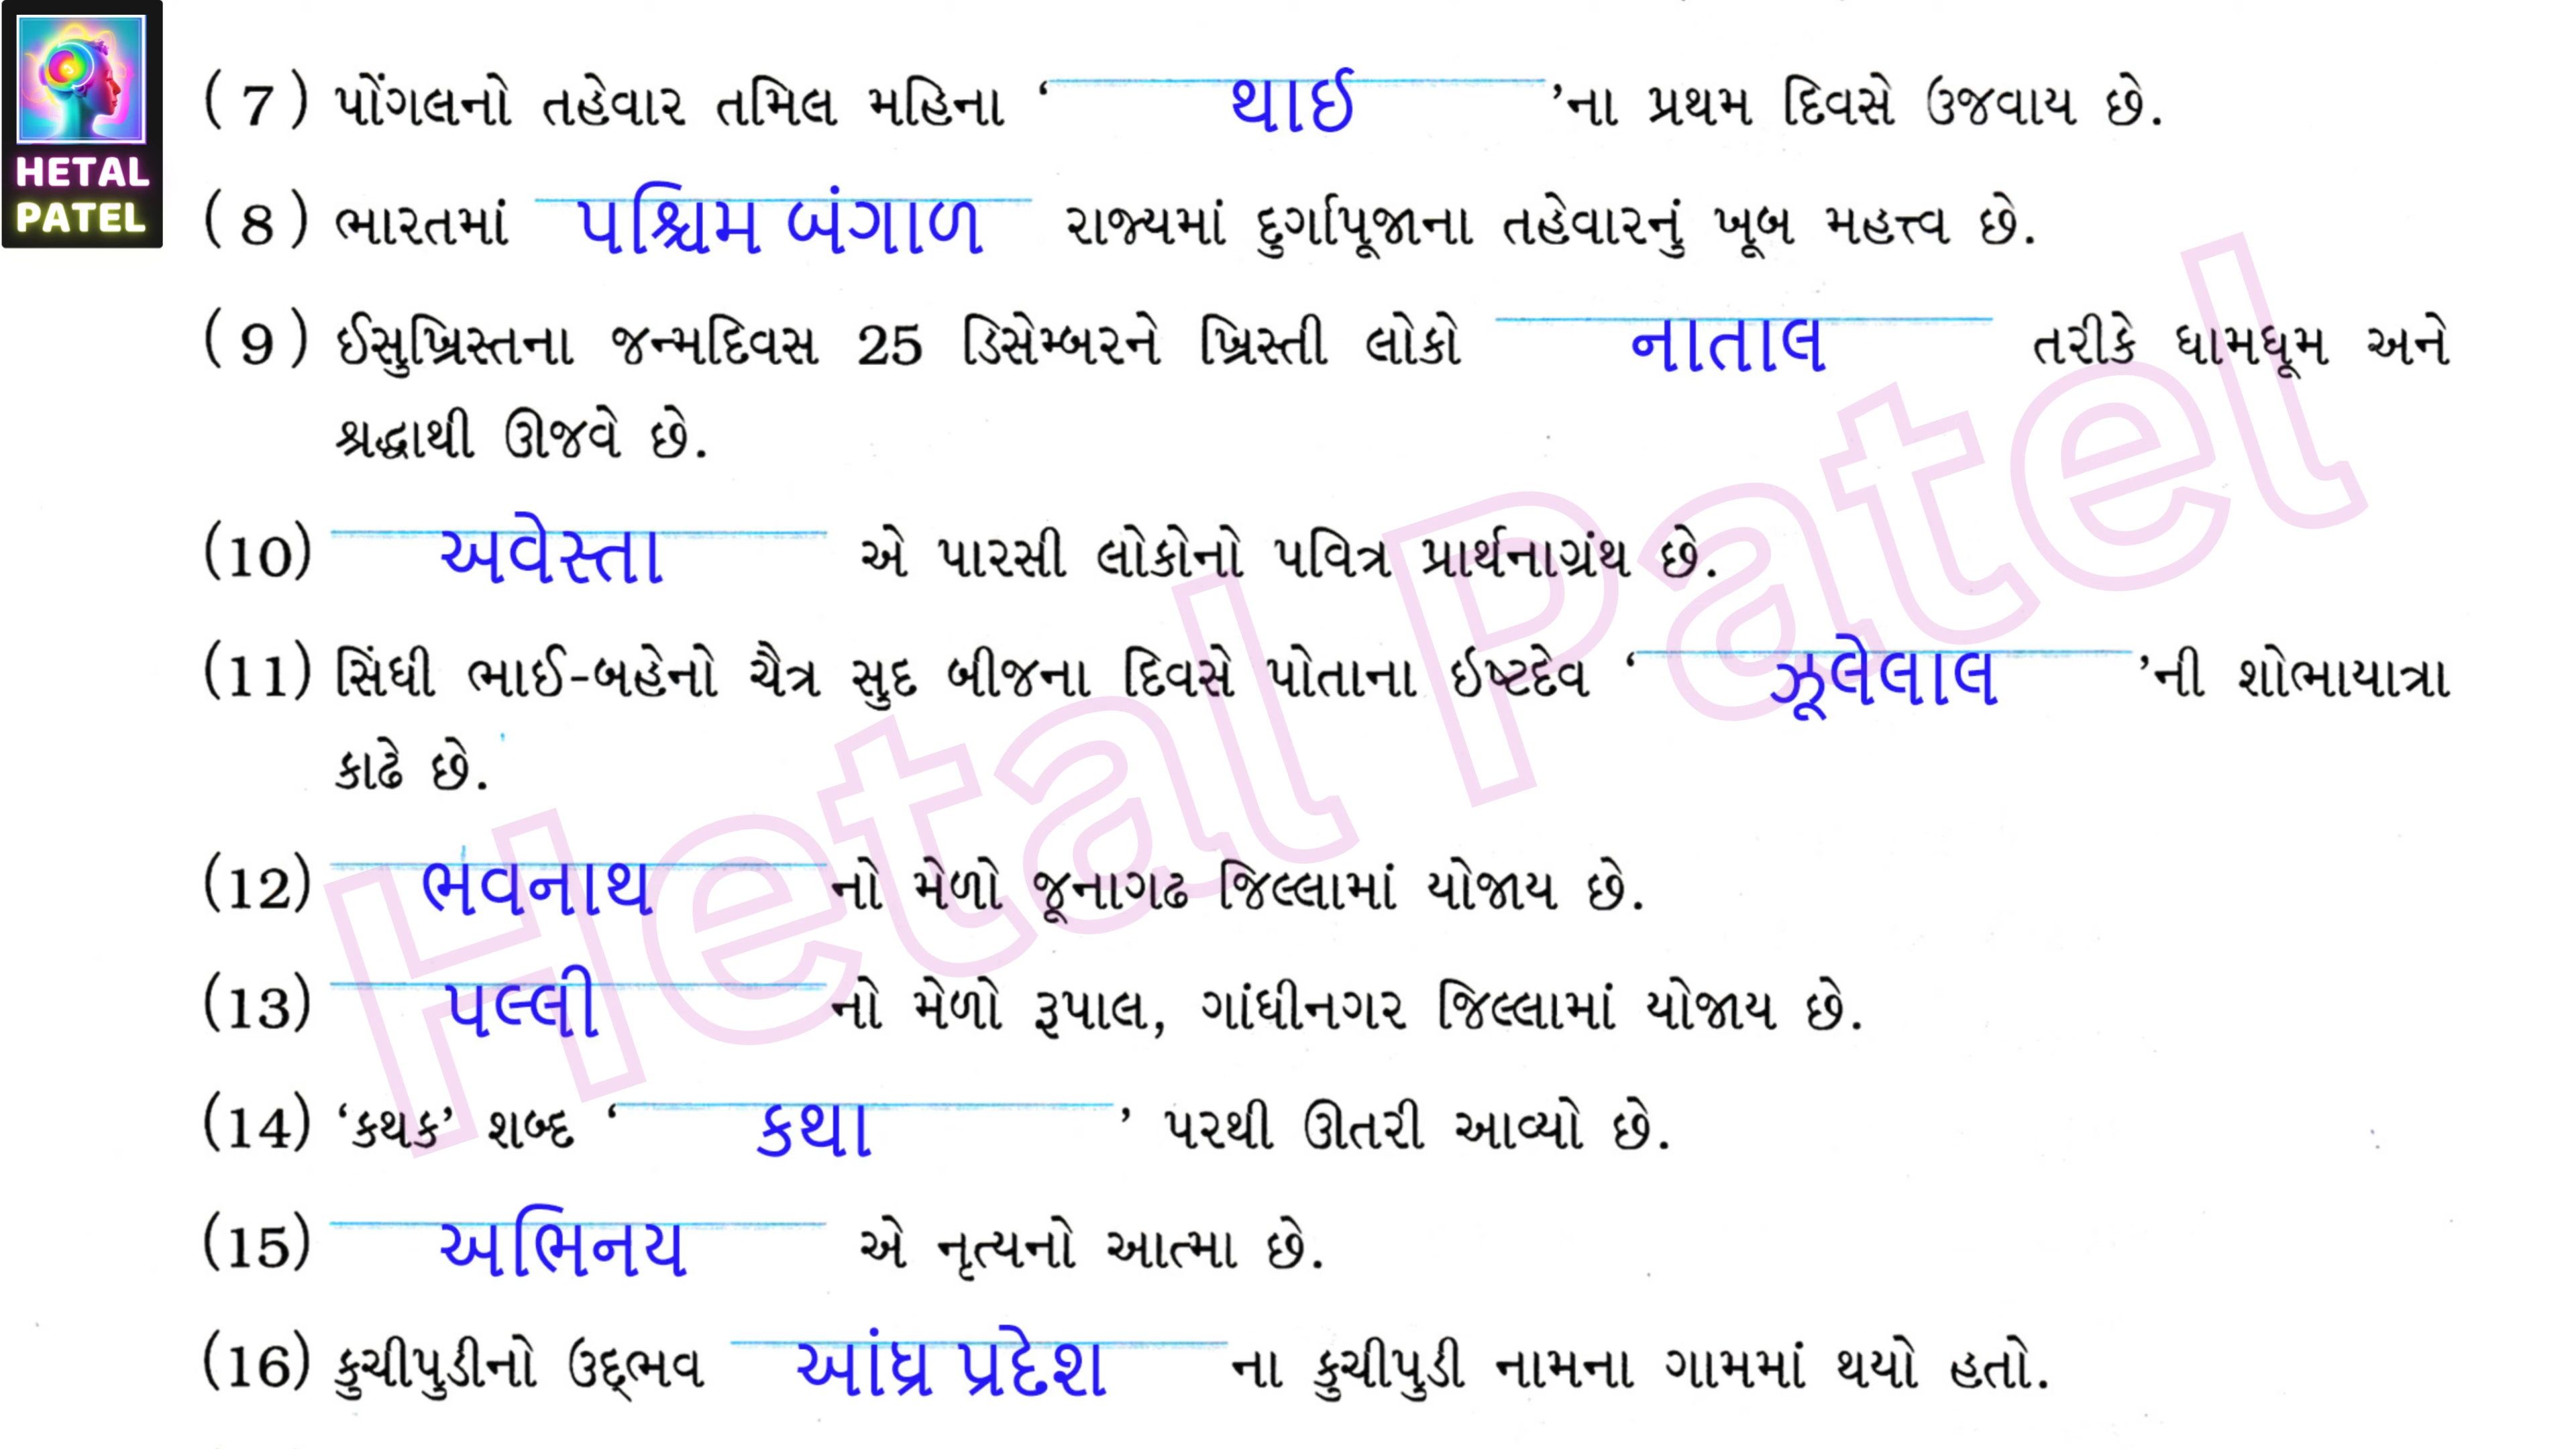 HETAL
PATEL
( 7 ) પોંગલનો તહેવાર તમિલ મહિના ‘ થાઈ ’ના પ્રથમ દિવસે ઉજવાય છે.
( 8 ) ભારતમાં પશ્ચિમ બંગાળ રાજ્યમાં દુર્ગાપૂજાના તહેવારનું ખૂબ મહત્ત્વ છે.
( 9 ) ઈસુખ્રિસ્તના જન્મદિવસ 25 ડિસેમ્બરને ખ્રિસ્તી લોકો નાતાલ તરીકે ધામધૂમ અને
શ્રદ્ધાથી ઊજવે છે.
(10) અવેસ્તા એ પારસી લોકોનો પવિત્ર પ્રાર્થનાગ્રંથ છે.
(11) સિંધી ભાઈ-બહેનો ચૈત્ર સુદ બીજના દિવસે પોતાના ઈષ્ટદેવ ‘ ઝૂલેલાલ ’ની શોભાયાત્રા
કાઢે છે.
(12) ભવનાથ નો મેળો જૂનાગઢ જિલ્લામાં યોજાય છે.
(13) પલ્લી નો મેળો રૂપાલ, ગાંધીનગર જિલ્લામાં યોજાય છે.
(14) ‘કથક’ શબ્દ ‘ કથા ’ પરથી ઊતરી આવ્યો છે.
(15) અભિનય એ નૃત્યનો આત્મા છે.
(16) કુચીપુડીનો ઉદ્ભવ આંધ્ર પ્રદેશ ના કુચીપુડી નામના ગામમાં થયો હતો.
Hetal Patel